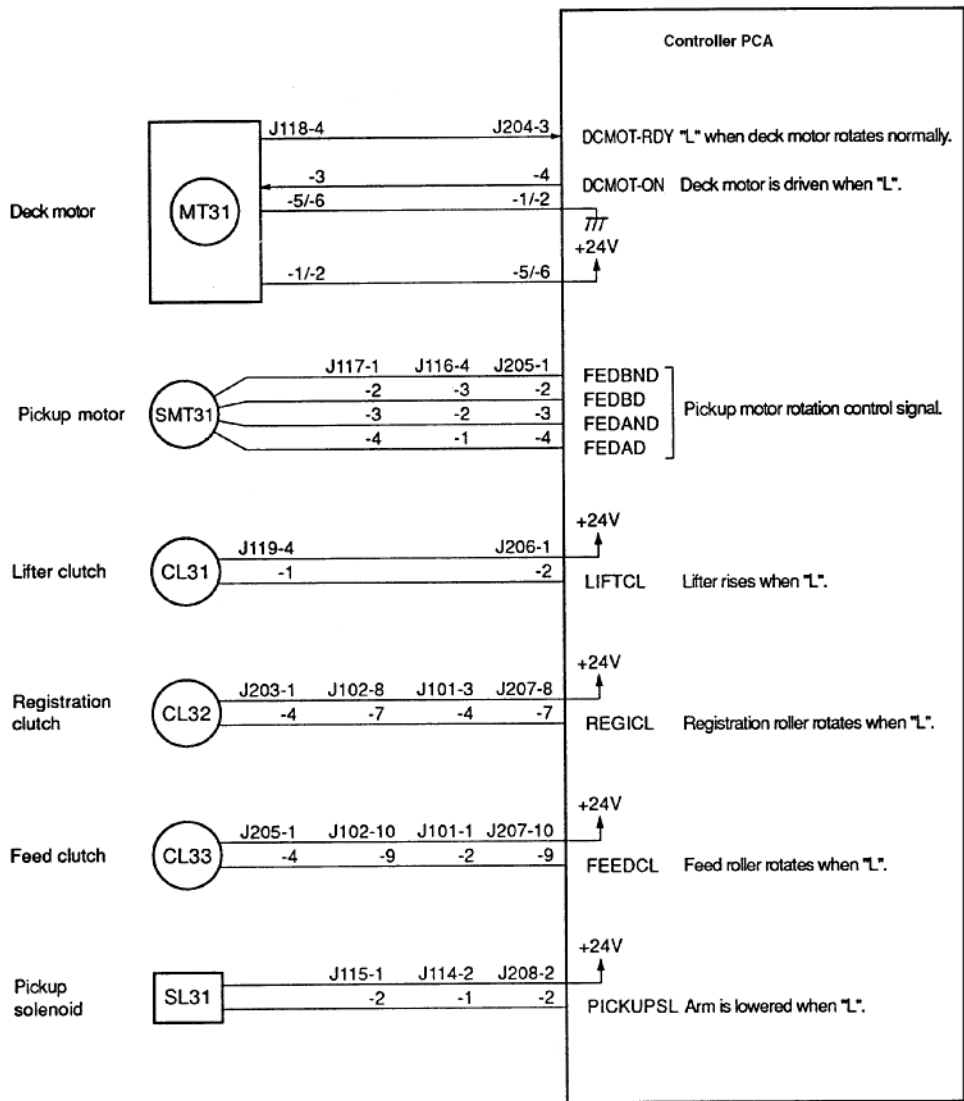 Controller PCA
J118-4 J204-3 DCMOT-RDY "L" when deck motor rotates normally.
-3 -4 DCMOT-ON Deck motor is driven when "L".
Deck motor MT31 -5/-6 -1/-2
+24V
-1/-2 -5/-6
J117-1 J116-4 J205-1 FEDBND
-2 -3 -2 FEDBD
Pickup motor SMT31 -3 -2 -3 FEDAND Pickup motor rotation control signal.
-4 -1 -4 FEDAD
+24V
J119-4 J206-1
Lifter clutch CL31 -1 -2 LIFTCL Lifter rises when "L".
+24V
J203-1 J102-8 J101-3 J207-8
Registration
clutch CL32 -4 -7 -4 -7 REGICL Registration roller rotates when "L".
+24V
J205-1 J102-10 J101-1 J207-10
Feed clutch CL33 -4 -9 -2 -9 FEEDCL Feed roller rotates when "L".
+24V
J115-1 J114-2 J208-2
Pickup
solenoid SL31 -2 -1 -2 PICKUPSL Arm is lowered when "L".